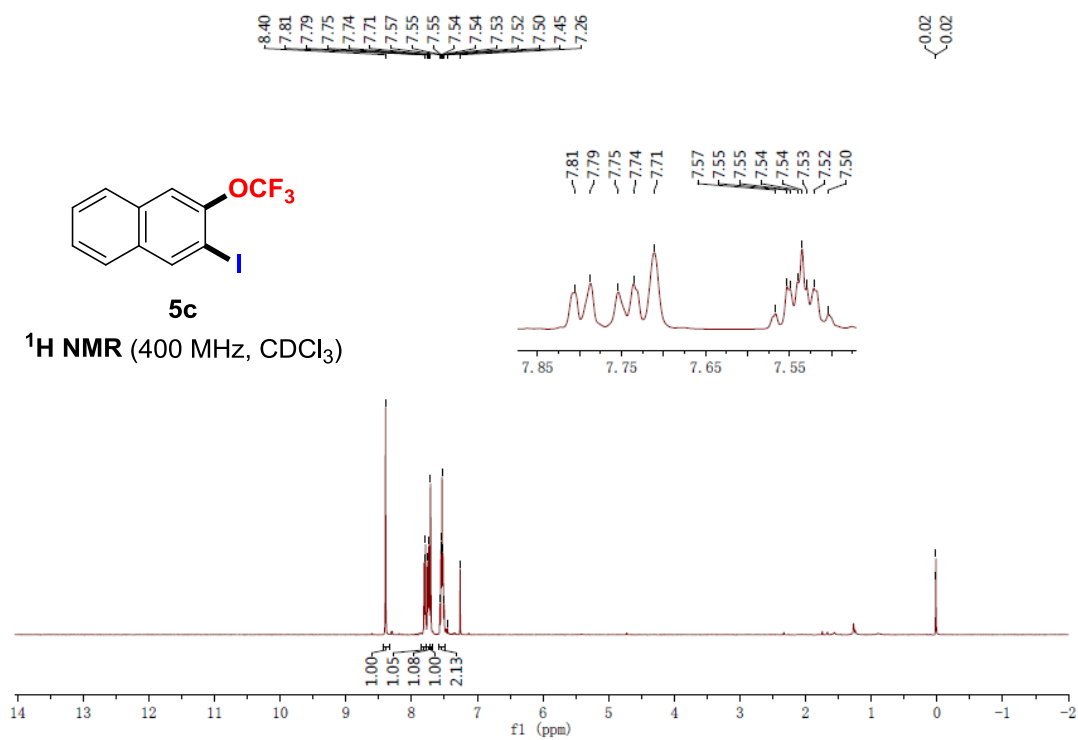 8.40 7.81 7.79 7.75 7.74 7.71 7.57 7.55 7.55 7.54 7.54 7.53 7.52 7.50 7.45 7.26
0.02 0.02
7.81 7.79 7.75 7.74 7.71
7.57 7.55 7.55 7.54 7.54 7.53 7.52 7.50
OCF3
I
5c
1H NMR (400 MHz, CDCl3)
7.85 7.75 7.65 7.55
1.00 1.05 1.08 1.00 2.13
14 13 12 11 10 9 8 7 6 5 4 3 2 1 0 -1 -2
f1 (ppm)